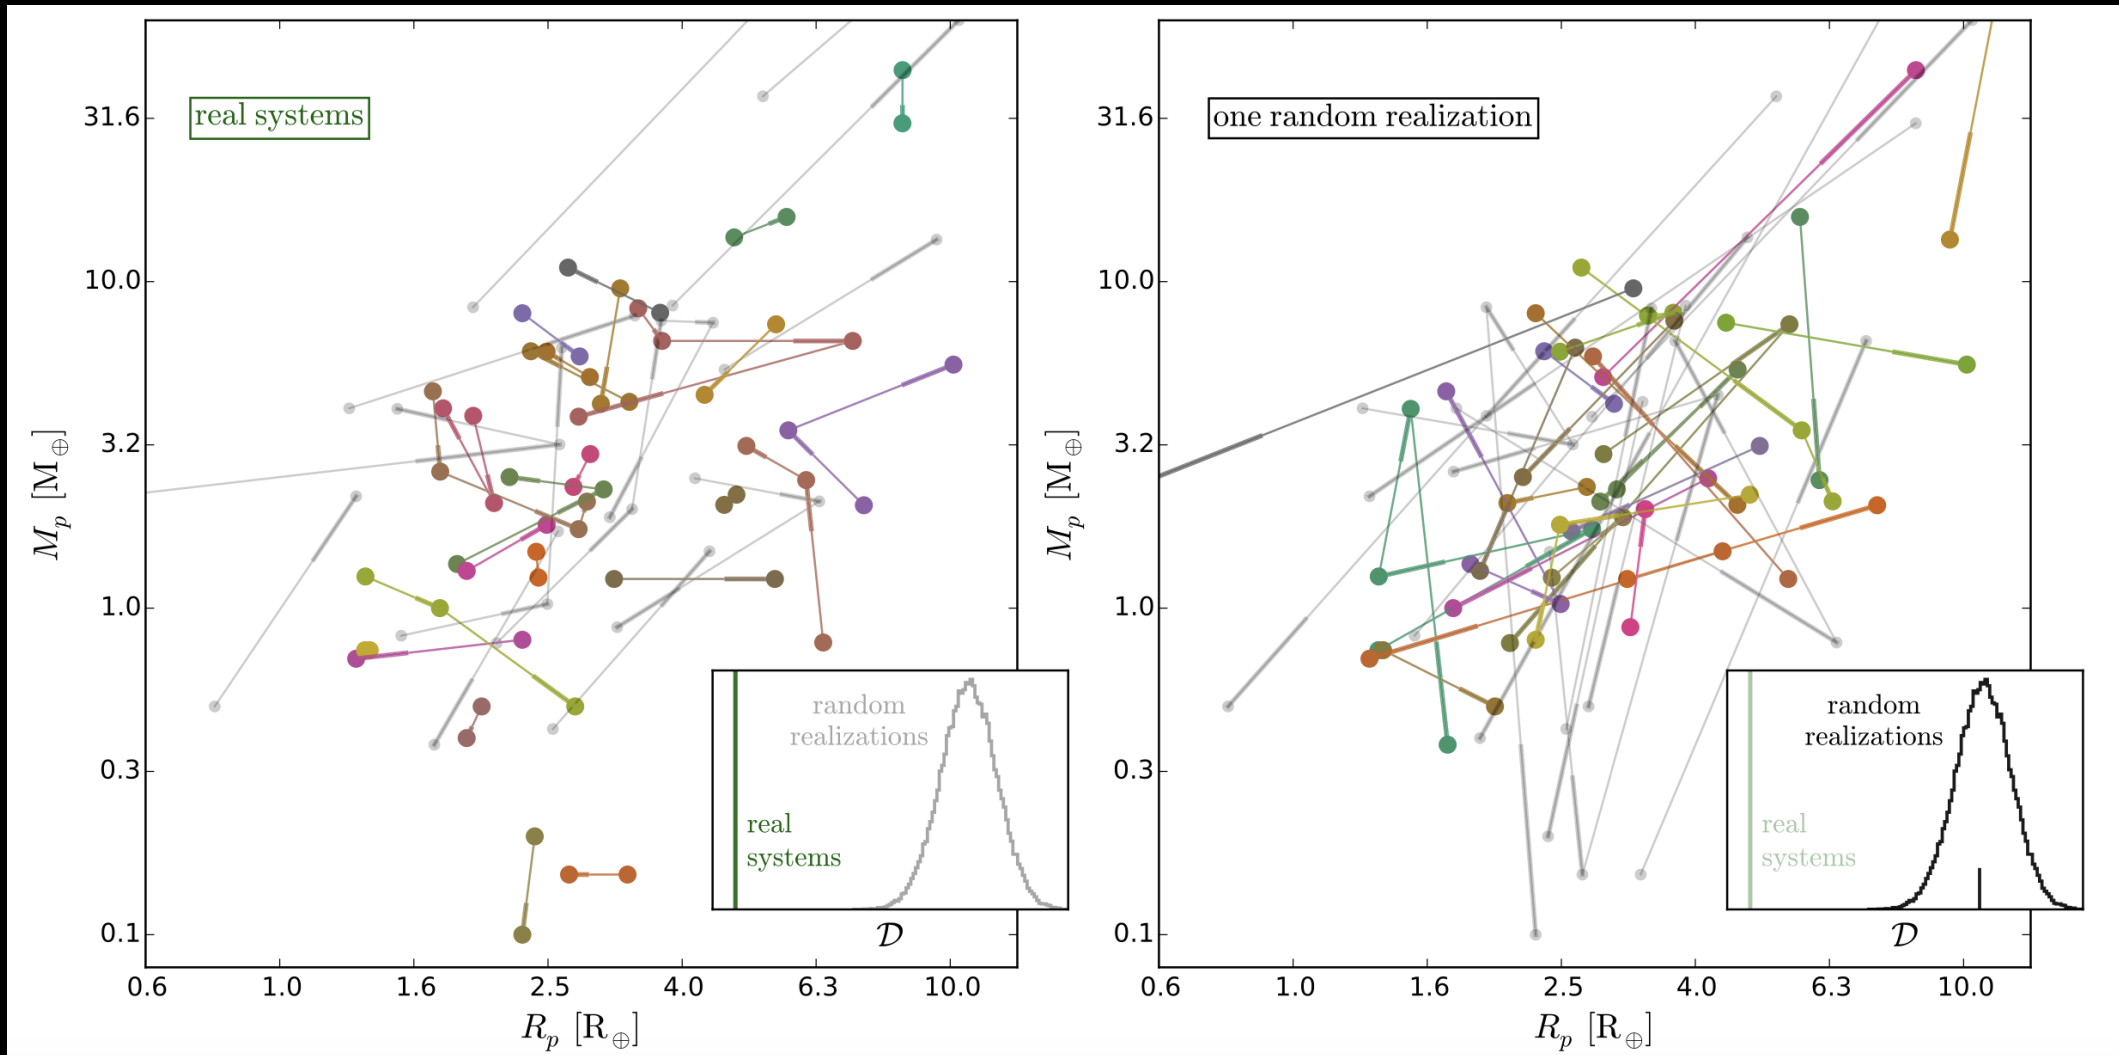 real systems
31.6
10.0
3.2
1.0
0.3
0.1
M_p [M_⊕]
0.6 1.0 1.6 2.5 4.0 6.3 10.0
R_p [R_⊕]
random
realizations
real
systems
𝒟
one random realization
31.6
10.0
3.2
1.0
0.3
0.1
M_p [M_⊕]
0.6 1.0 1.6 2.5 4.0 6.3 10.0
R_p [R_⊕]
random
realizations
real
systems
𝒟